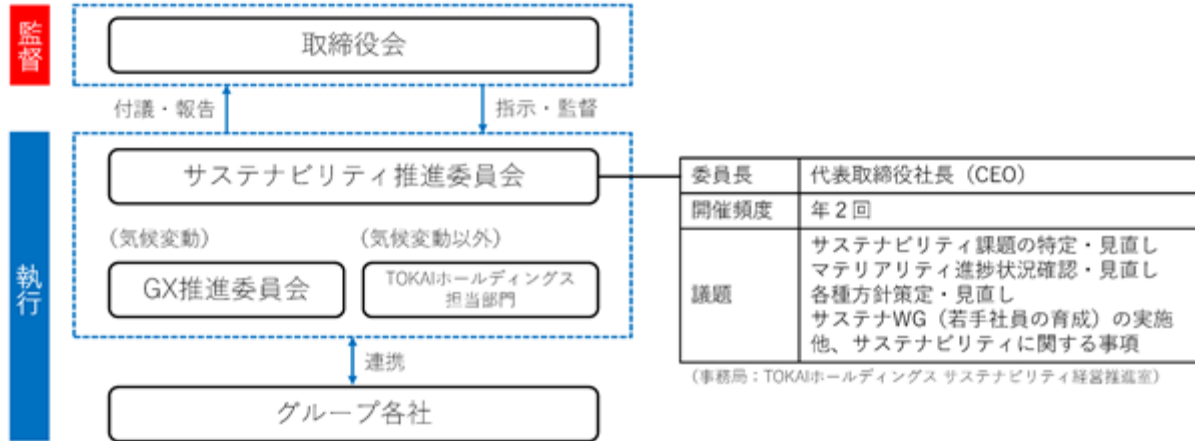 監督
取締役会
付議・報告
指示・監督
執行
サステナビリティ推進委員会
(気候変動)
(気候変動以外)
GX推進委員会
TOKAIホールディングス
担当部門
連携
グループ各社
委員長 代表取締役社長（CEO）
開催頻度 年２回
議題
サステナビリティ課題の特定・見直し
マテリアリティ進捗状況確認・見直し
各種方針策定・見直し
サステナWG（若手社員の育成）の実施
他、サステナビリティに関する事項
（事務局：TOKAIホールディングス サステナビリティ経営推進室）